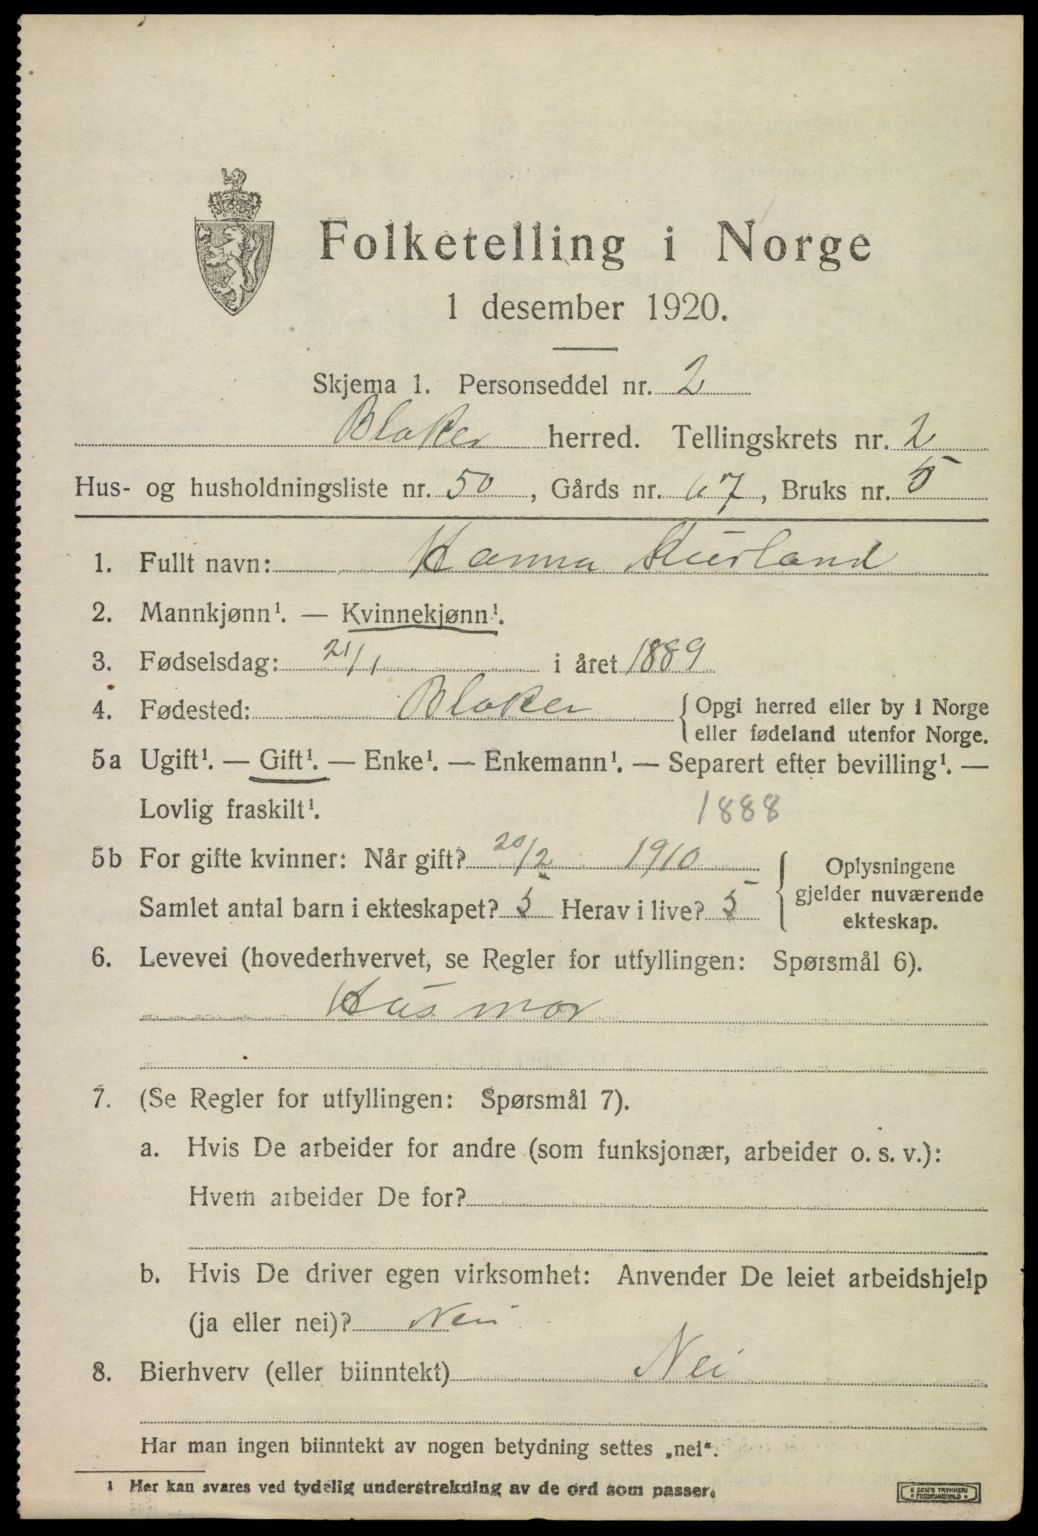 Folketelling i Norge
1 desember 1920.
Skjema 1. Personseddel nr. 2
Blaker herred. Tellingskrets nr. 2
Hus- og husholdningsliste nr. 50, Gårds nr. 67, Bruks nr. 5
1. Fullt navn: Hanna
2. Mannkjønn¹. — Kvinnekjønn¹.
3. Fødselsdag: 21/1 i året 1889
4. Fødested: Blaker { Opgi herred eller by i Norge
eller fødeland utenfor Norge.
5a Ugift¹. — Gift¹. — Enke¹. — Enkemann¹. — Separert efter bevilling¹. —
Lovlig fraskilt¹. 1888
5b For gifte kvinner: Når gift? 20/2 1910
Samlet antal barn i ekteskapet? 5 Herav i live? 5
{ Oplysningene
gjelder nuværende
ekteskap.
6. Levevei (hovederhvervet, se Regler for utfyllingen: Spørsmål 6).
Husmor
7. (Se Regler for utfyllingen: Spørsmål 7).
a. Hvis De arbeider for andre (som funksjonær, arbeider o. s. v.):
Hvem arbeider De for?
b. Hvis De driver egen virksomhet: Anvender De leiet arbeidshjelp
(ja eller nei)? Nei
8. Bierhverv (eller biinntekt) Nei
Har man ingen biinntekt av nogen betydning settes „nei“.
1 Her kan svares ved tydelig understrekning av de ord som passer.